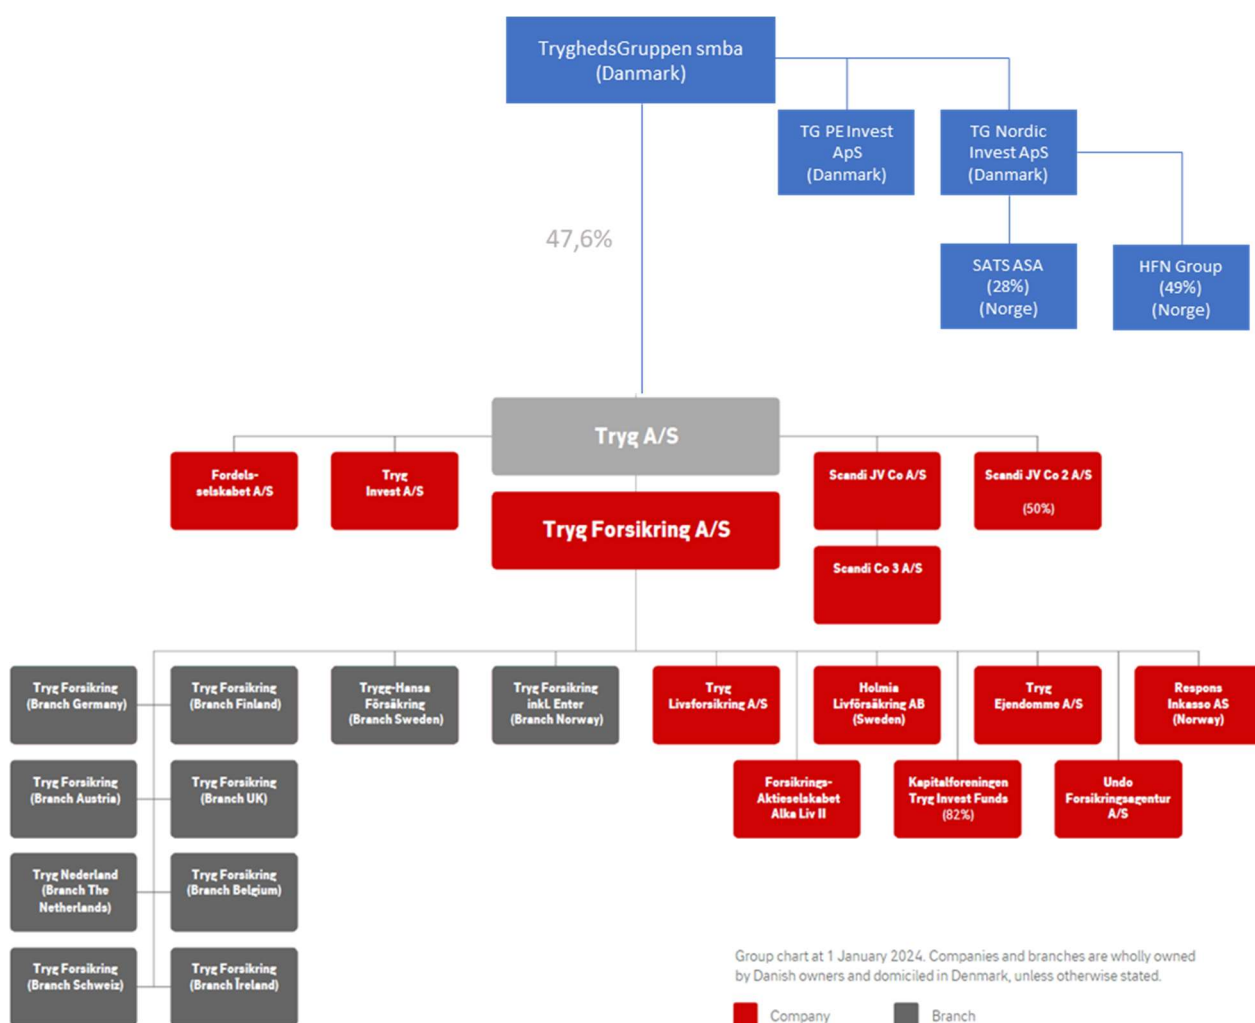 TryghedsGruppen smba
(Danmark)
TG PE Invest
ApS
(Danmark)
TG Nordic
Invest ApS
(Danmark)
47,6%
SATS ASA
(28%)
(Norge)
HFN Group
(49%)
(Norge)
Tryg A/S
Fordels-
selskabet A/S
Tryg
Invest A/S
Scandi JV Co A/S
Scandi JV Co 2 A/S
(50%)
Tryg Forsikring A/S
Scandi Co 3 A/S
Tryg Forsikring
(Branch Germany)
Tryg Forsikring
(Branch Finland)
Trygg-Hansa
Försäkring
(Branch Sweden)
Tryg Forsikring
inkl. Enter
(Branch Norway)
Tryg
Livsforsikring A/S
Holmia
Livförsäkring AB
(Sweden)
Tryg
Ejendomme A/S
Respons
Inkasso AS
(Norway)
Tryg Forsikring
(Branch Austria)
Tryg Forsikring
(Branch UK)
Forsikrings-
Aktieselskabet
Alka Liv II
Kapitalforeningen
Tryg Invest Funds
(82%)
Undo
Forsikringsagentur
A/S
Tryg Nederland
(Branch The
Netherlands)
Tryg Forsikring
(Branch Belgium)
Tryg Forsikring
(Branch Schweiz)
Tryg Forsikring
(Branch Ireland)
Group chart at 1 January 2024. Companies and branches are wholly owned
by Danish owners and domiciled in Denmark, unless otherwise stated.
Company
Branch